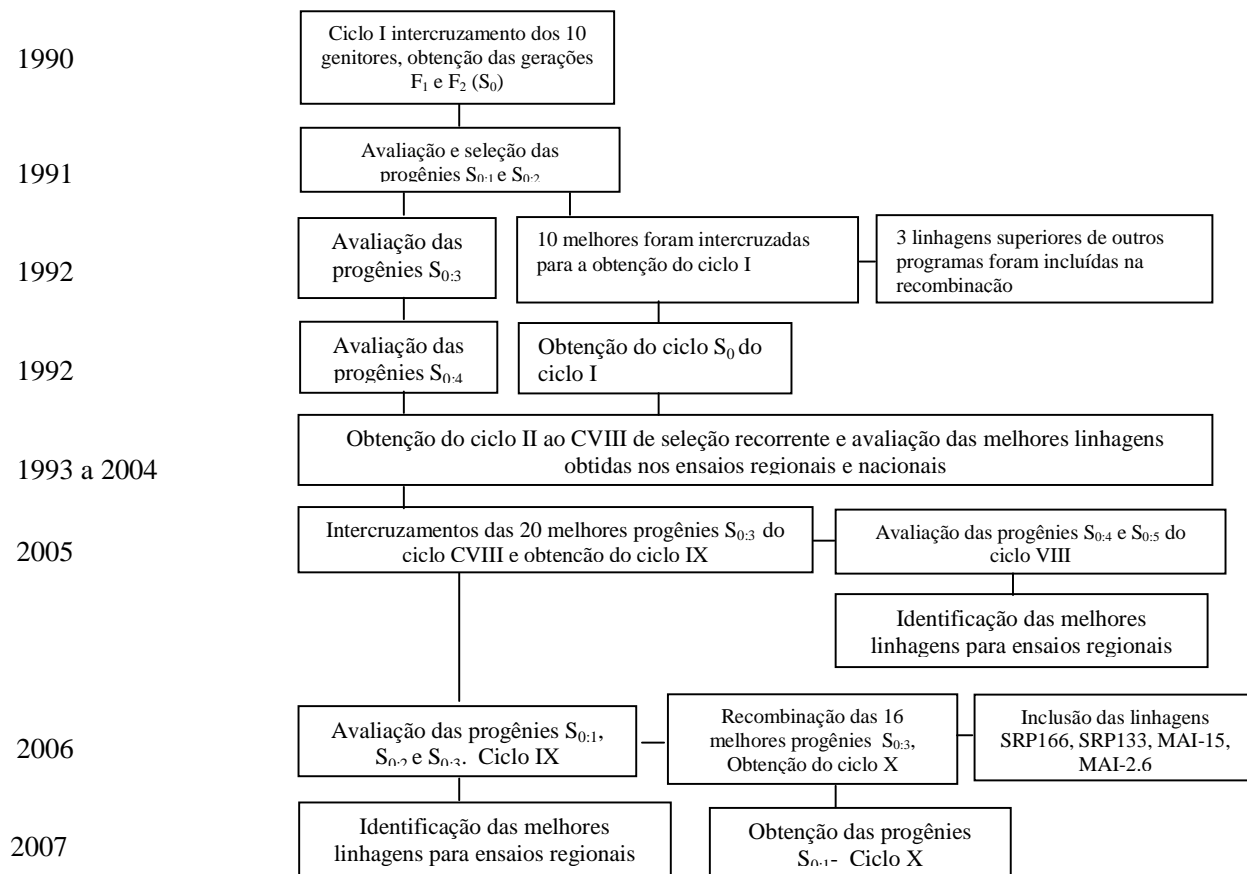 1990
Ciclo I intercruzamento dos 10
genitores, obtenção das gerações
F₁ e F₂ (S₀)
1991
Avaliação e seleção das
progênies S₀:₁ e S₀:₂
1992
Avaliação das
progênies S₀:₃
10 melhores foram intercruzadas
para a obtenção do ciclo I
3 linhagens superiores de outros
programas foram incluídas na
recombinação
1992
Avaliação das
progênies S₀:₄
Obtenção do ciclo S₀ do
ciclo I
1993 a 2004
Obtenção do ciclo II ao CVIII de seleção recorrente e avaliação das melhores linhagens
obtidas nos ensaios regionais e nacionais
2005
Intercruzamentos das 20 melhores progênies S₀:₃ do
ciclo CVIII e obtenção do ciclo IX
Avaliação das progênies S₀:₄ e S₀:₅ do
ciclo VIII
Identificação das melhores
linhagens para ensaios regionais
2006
Avaliação das progênies S₀:₁,
S₀:₂ e S₀:₃. Ciclo IX
Recombinação das 16
melhores progênies S₀:₃,
Obtenção do ciclo X
Inclusão das linhagens
SRP166, SRP133, MAI-15,
MAI-2.6
2007
Identificação das melhores
linhagens para ensaios regionais
Obtenção das progênies
S₀:₁- Ciclo X